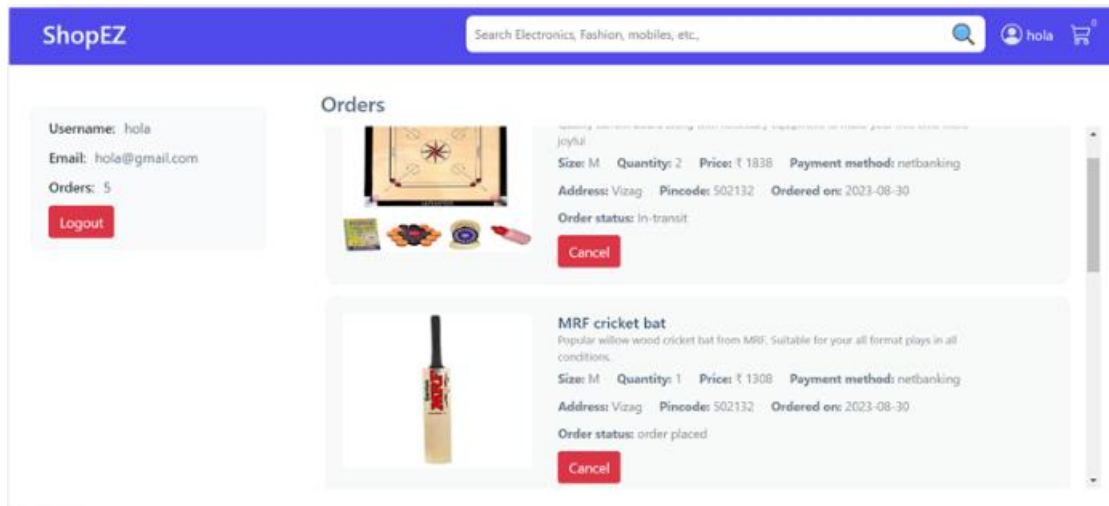 ShopEZ
Search Electronics, Fashion, mobiles, etc.,
hola
0
Username: hola
Email: hola@gmail.com
Orders: 5
Logout
Orders
joyful
Size: M Quantity: 2 Price: ₹ 1838 Payment method: netbanking
Address: Vizag Pincode: 502132 Ordered on: 2023-08-30
Order status: In-transit
Cancel
MRF cricket bat
Popular willow wood cricket bat from MRF. Suitable for your all format plays in all
conditions.
Size: M Quantity: 1 Price: ₹ 1308 Payment method: netbanking
Address: Vizag Pincode: 502132 Ordered on: 2023-08-30
Order status: order placed
Cancel
MRF